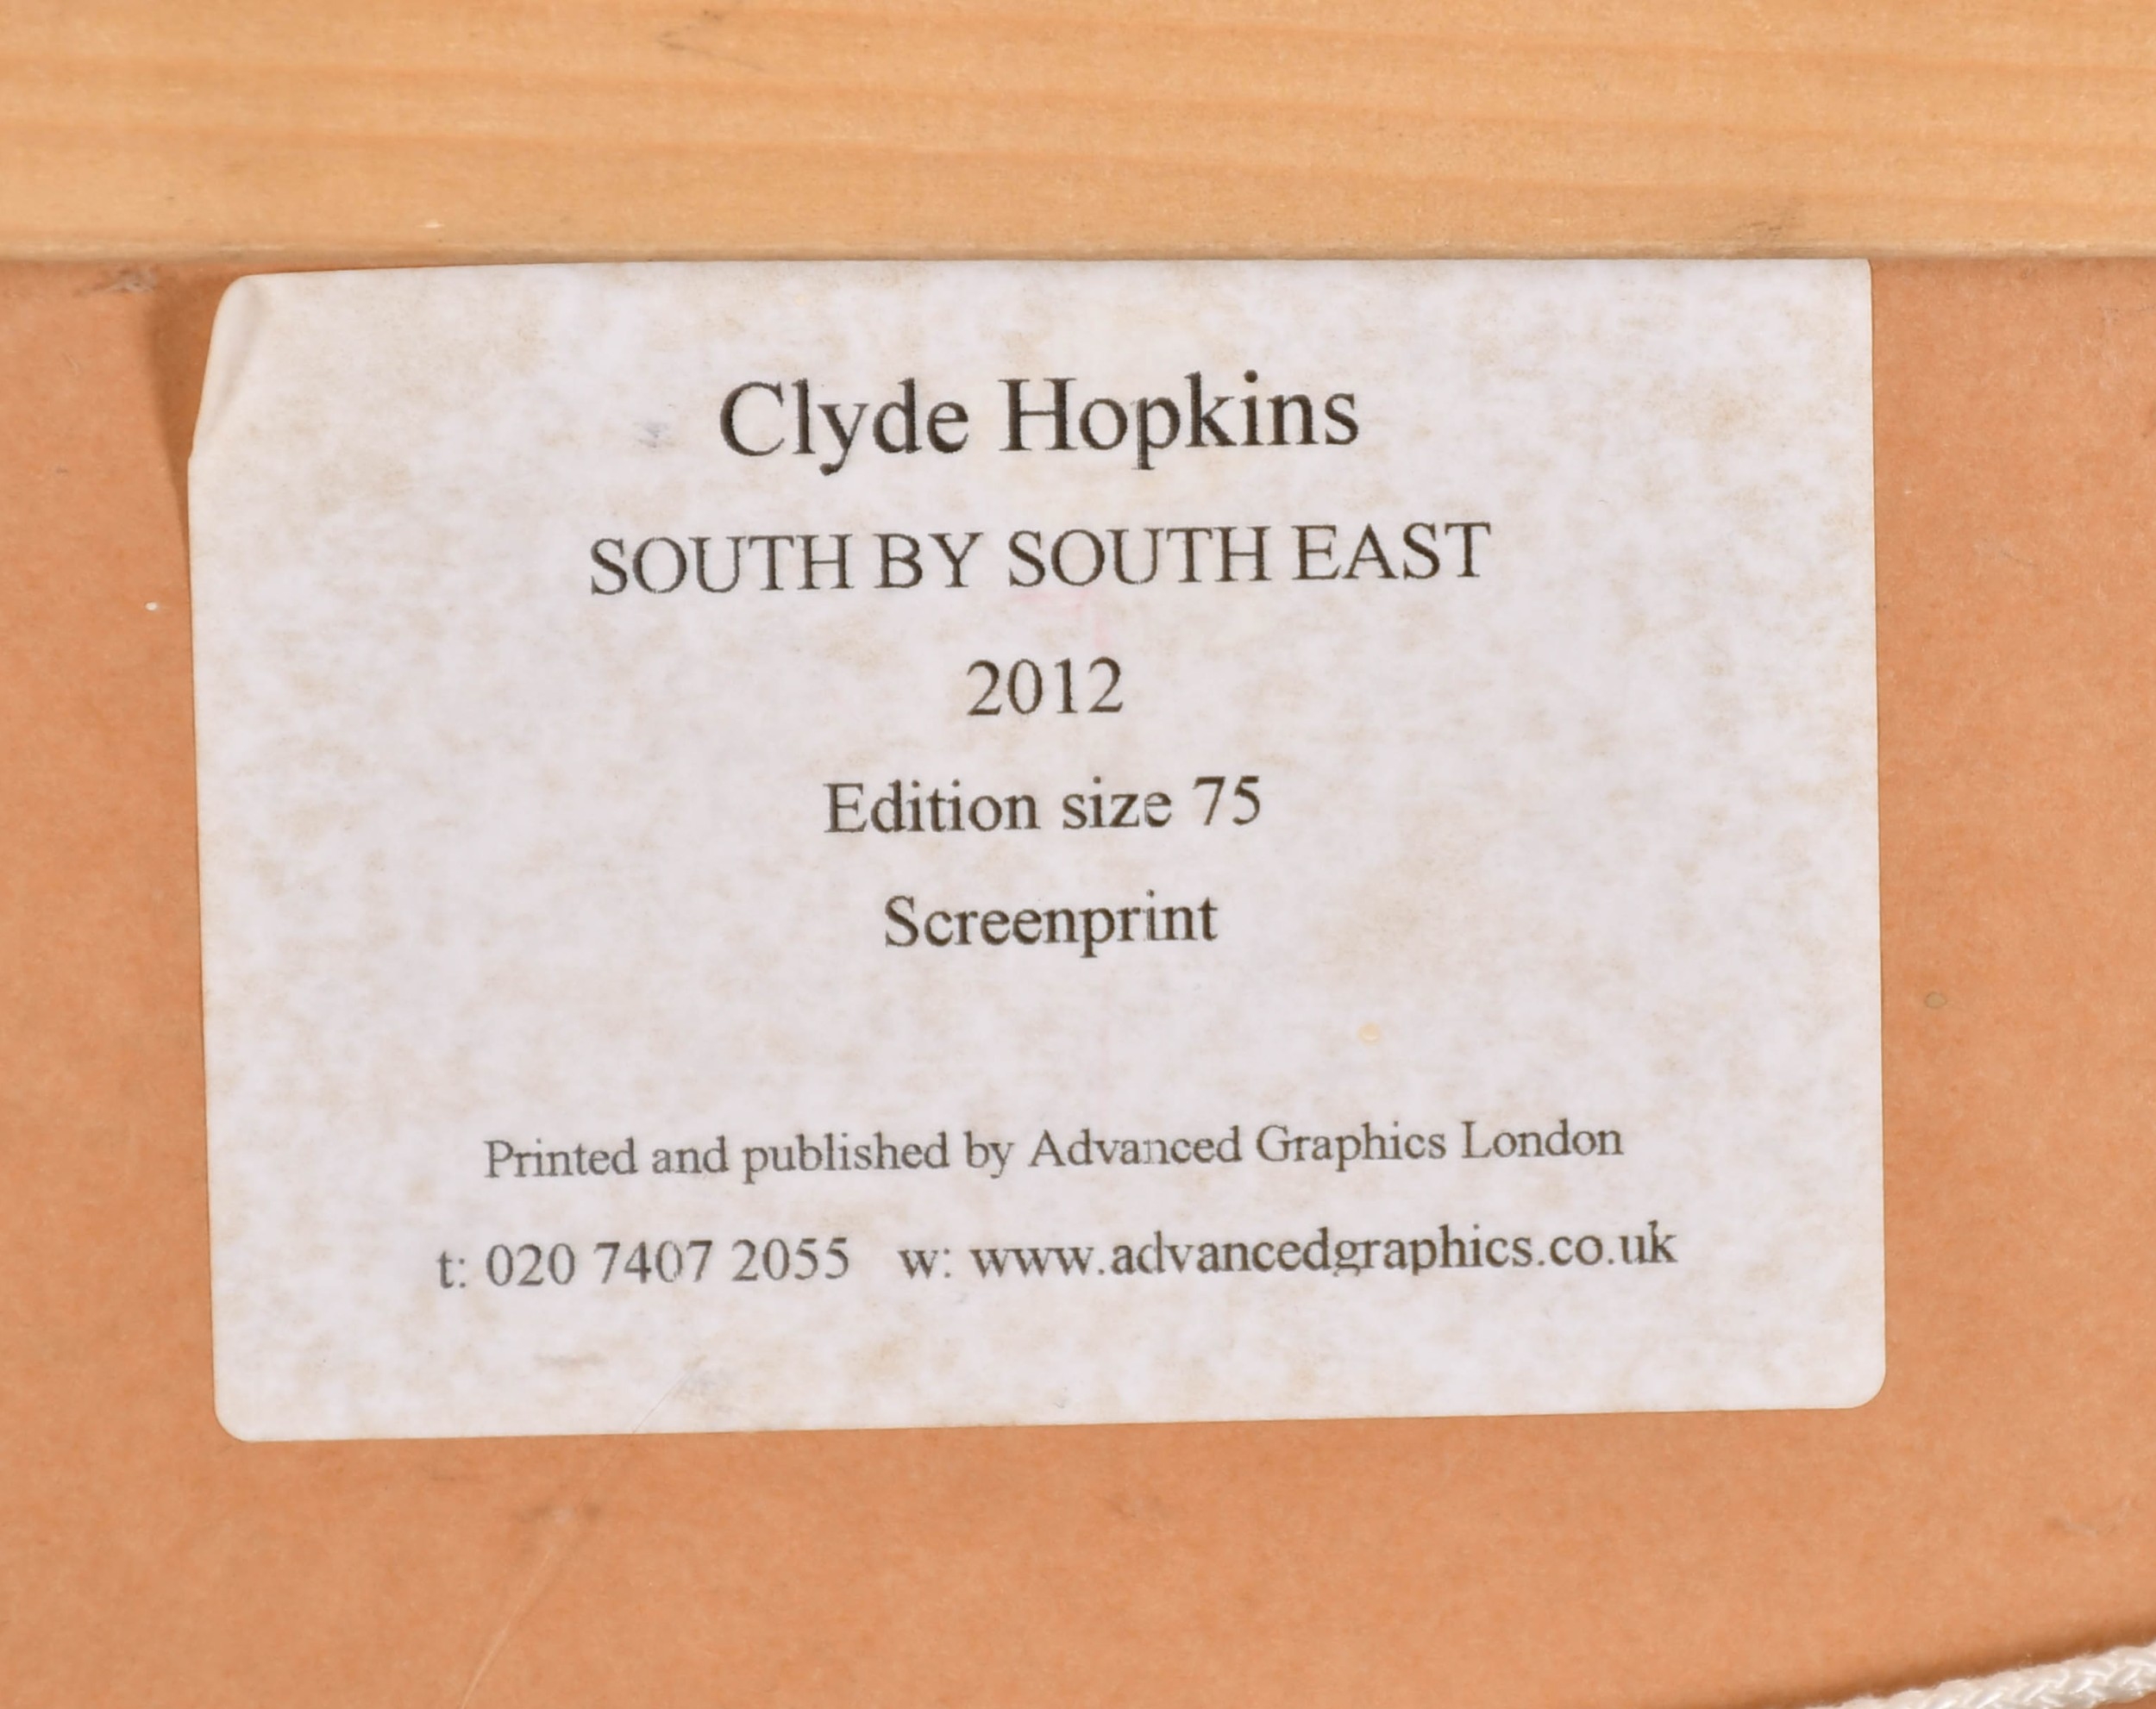 Clyde Hopkins
SOUTH BY SOUTH EAST
2012
Edition size 75
Screenprint
Printed and published by Advanced Graphics London
t: 020 7407 2055 w: www.advancedgraphics.co.uk